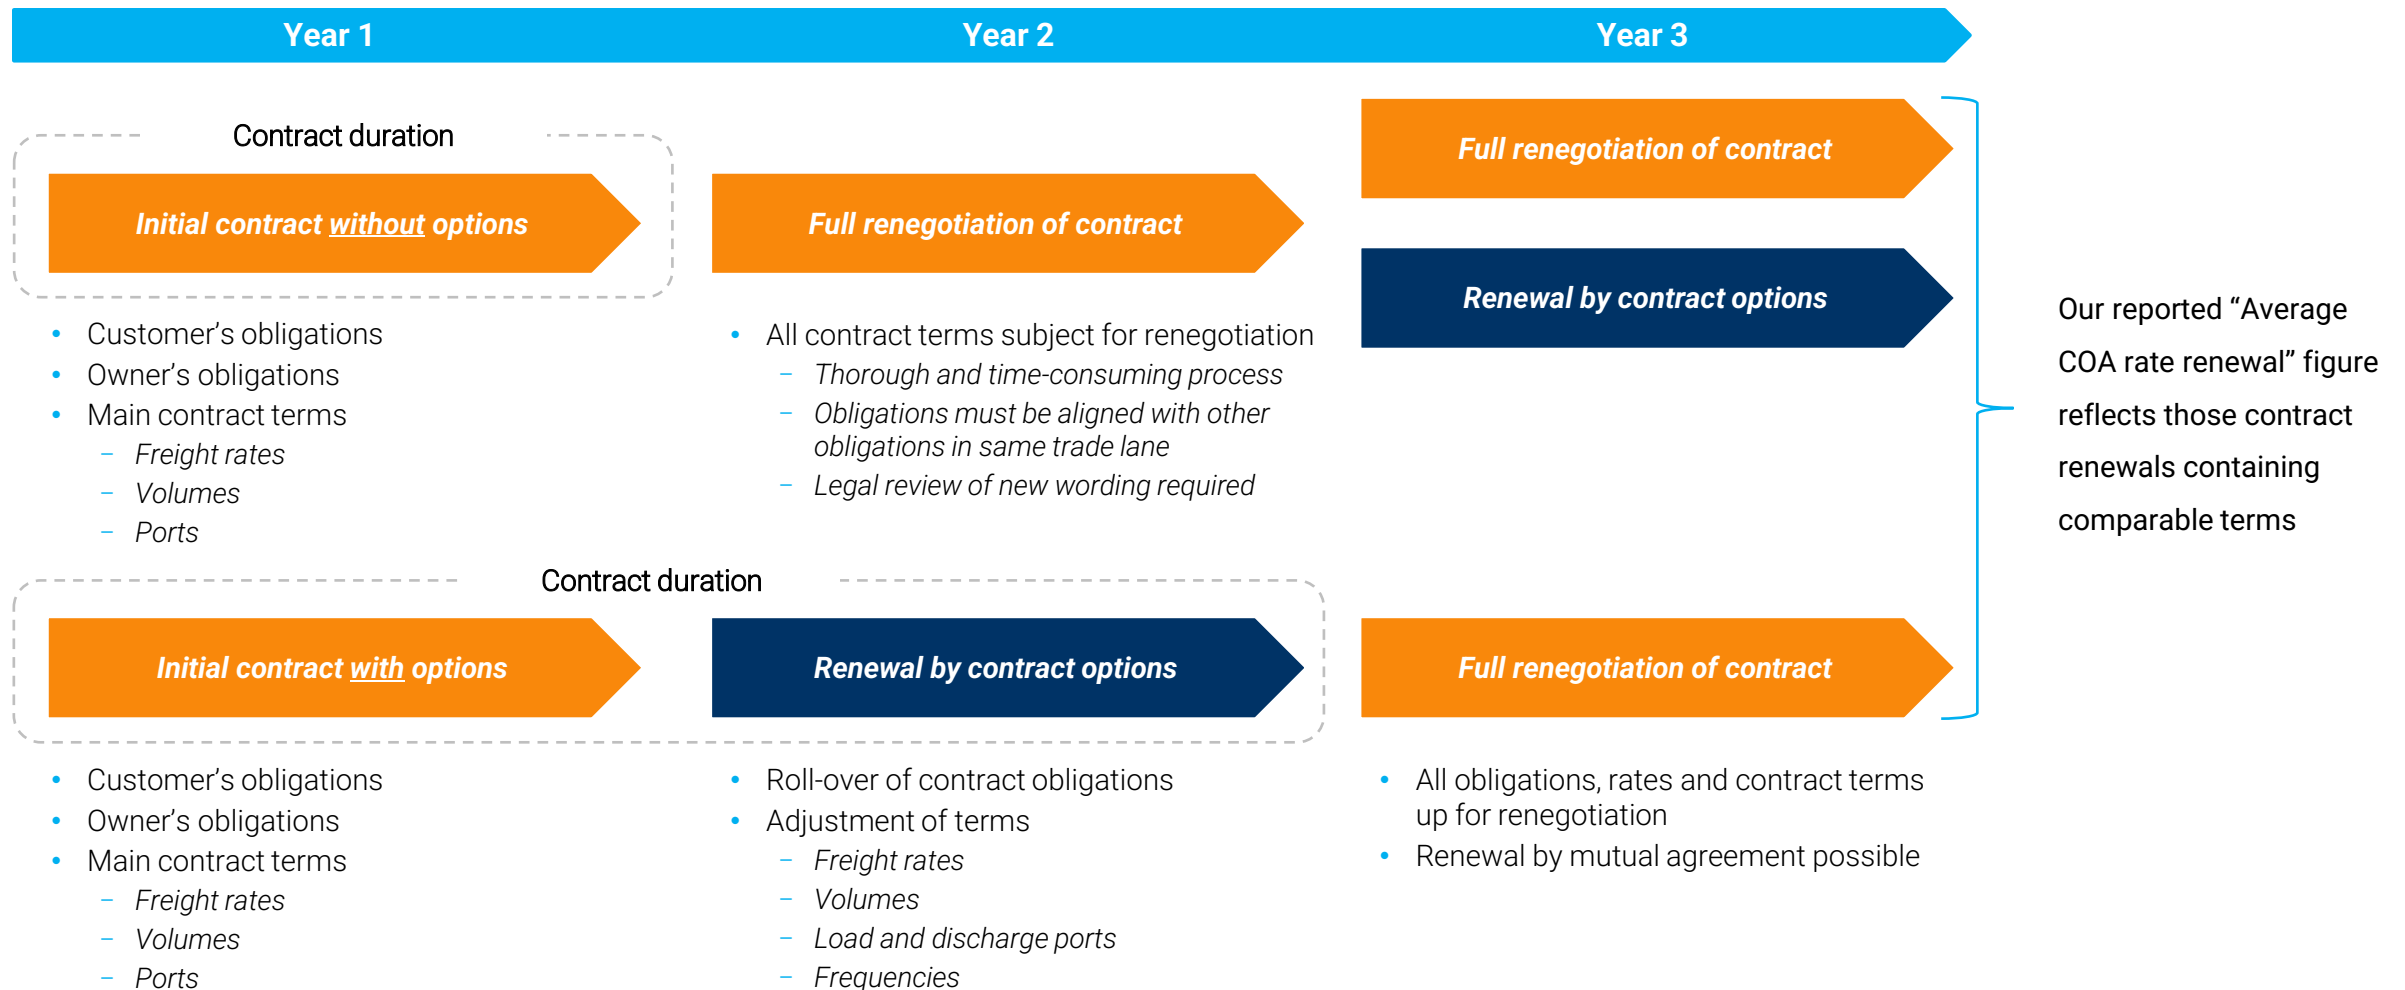 Year 1
Year 2
Year 3
Contract duration
Initial contract without options
Full renegotiation of contract
Full renegotiation of contract
Renewal by contract options
• Customer’s obligations
• Owner’s obligations
• Main contract terms
− Freight rates
− Volumes
− Ports
• All contract terms subject for renegotiation
− Thorough and time-consuming process
− Obligations must be aligned with other
obligations in same trade lane
− Legal review of new wording required
Our reported “Average
COA rate renewal” figure
reflects those contract
renewals containing
comparable terms
Contract duration
Initial contract with options
Renewal by contract options
Full renegotiation of contract
• Customer’s obligations
• Owner’s obligations
• Main contract terms
− Freight rates
− Volumes
− Ports
• Roll-over of contract obligations
• Adjustment of terms
− Freight rates
− Volumes
− Load and discharge ports
− Frequencies
• All obligations, rates and contract terms
up for renegotiation
• Renewal by mutual agreement possible